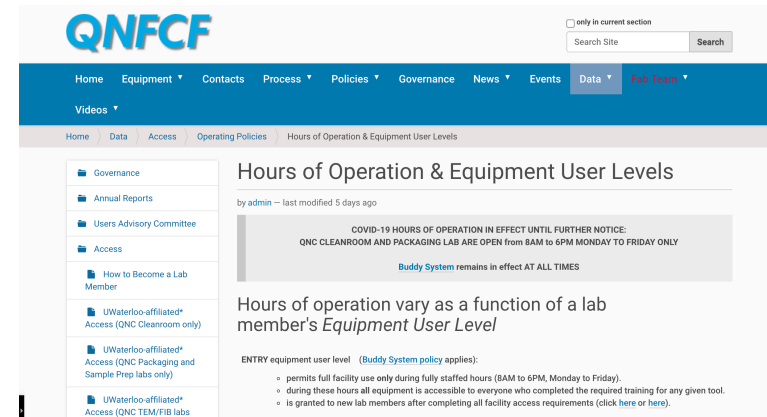 QNFCF
only in current section
Search Site
Search
Home Equipment ▼ Contacts Process ▼ Policies ▼ Governance News ▼ Events Data ▼ Fab Team ▼
Videos ▼
Home Data Access Operating Policies Hours of Operation & Equipment User Levels
Governance
Annual Reports
Users Advisory Committee
Access
How to Become a Lab
Member
UWaterloo-affiliated*
Access (QNC Cleanroom only)
UWaterloo-affiliated*
Access (QNC Packaging and
Sample Prep labs only)
UWaterloo-affiliated*
Access (QNC TEM/FIB labs
Hours of Operation & Equipment User Levels
by admin — last modified 5 days ago
COVID-19 HOURS OF OPERATION IN EFFECT UNTIL FURTHER NOTICE:
QNC CLEANROOM AND PACKAGING LAB ARE OPEN from 8AM to 6PM MONDAY TO FRIDAY ONLY
Buddy System remains in effect AT ALL TIMES
Hours of operation vary as a function of a lab
member's Equipment User Level
ENTRY equipment user level (Buddy System policy applies):
permits full facility use only during fully staffed hours (8AM to 6PM, Monday to Friday).
during these hours all equipment is accessible to everyone who completed the required training for any given tool.
is granted to new lab members after completing all facility access requirements (click here or here).